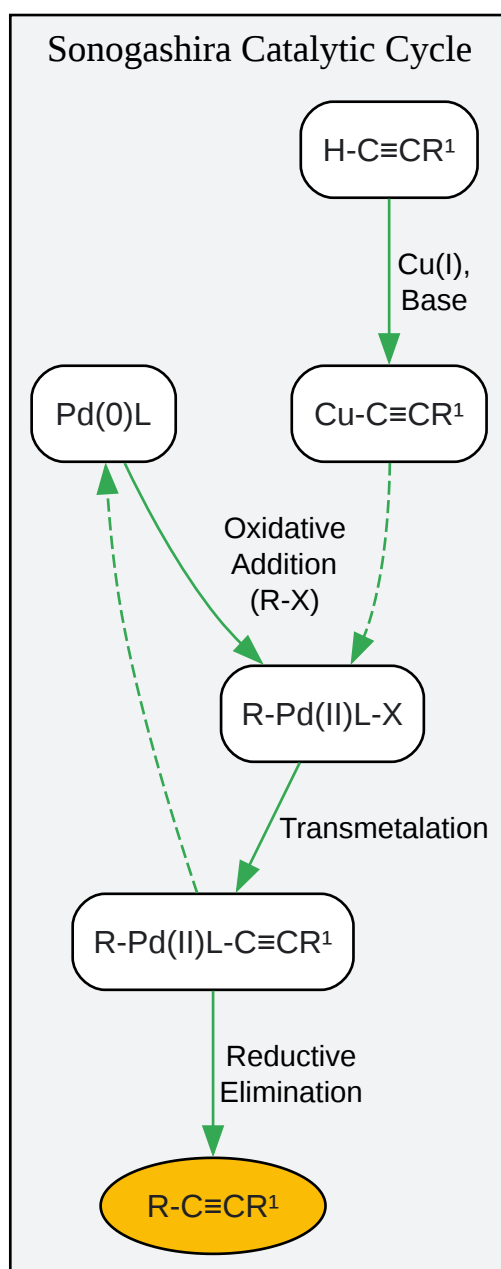 Sonogashira Catalytic Cycle
H-C≡CR¹
Cu(I),
Base
Pd(0)L
Cu-C≡CR¹
Oxidative
Addition
(R-X)
R-Pd(II)L-X
Transmetalation
R-Pd(II)L-C≡CR¹
Reductive
Elimination
R-C≡CR¹